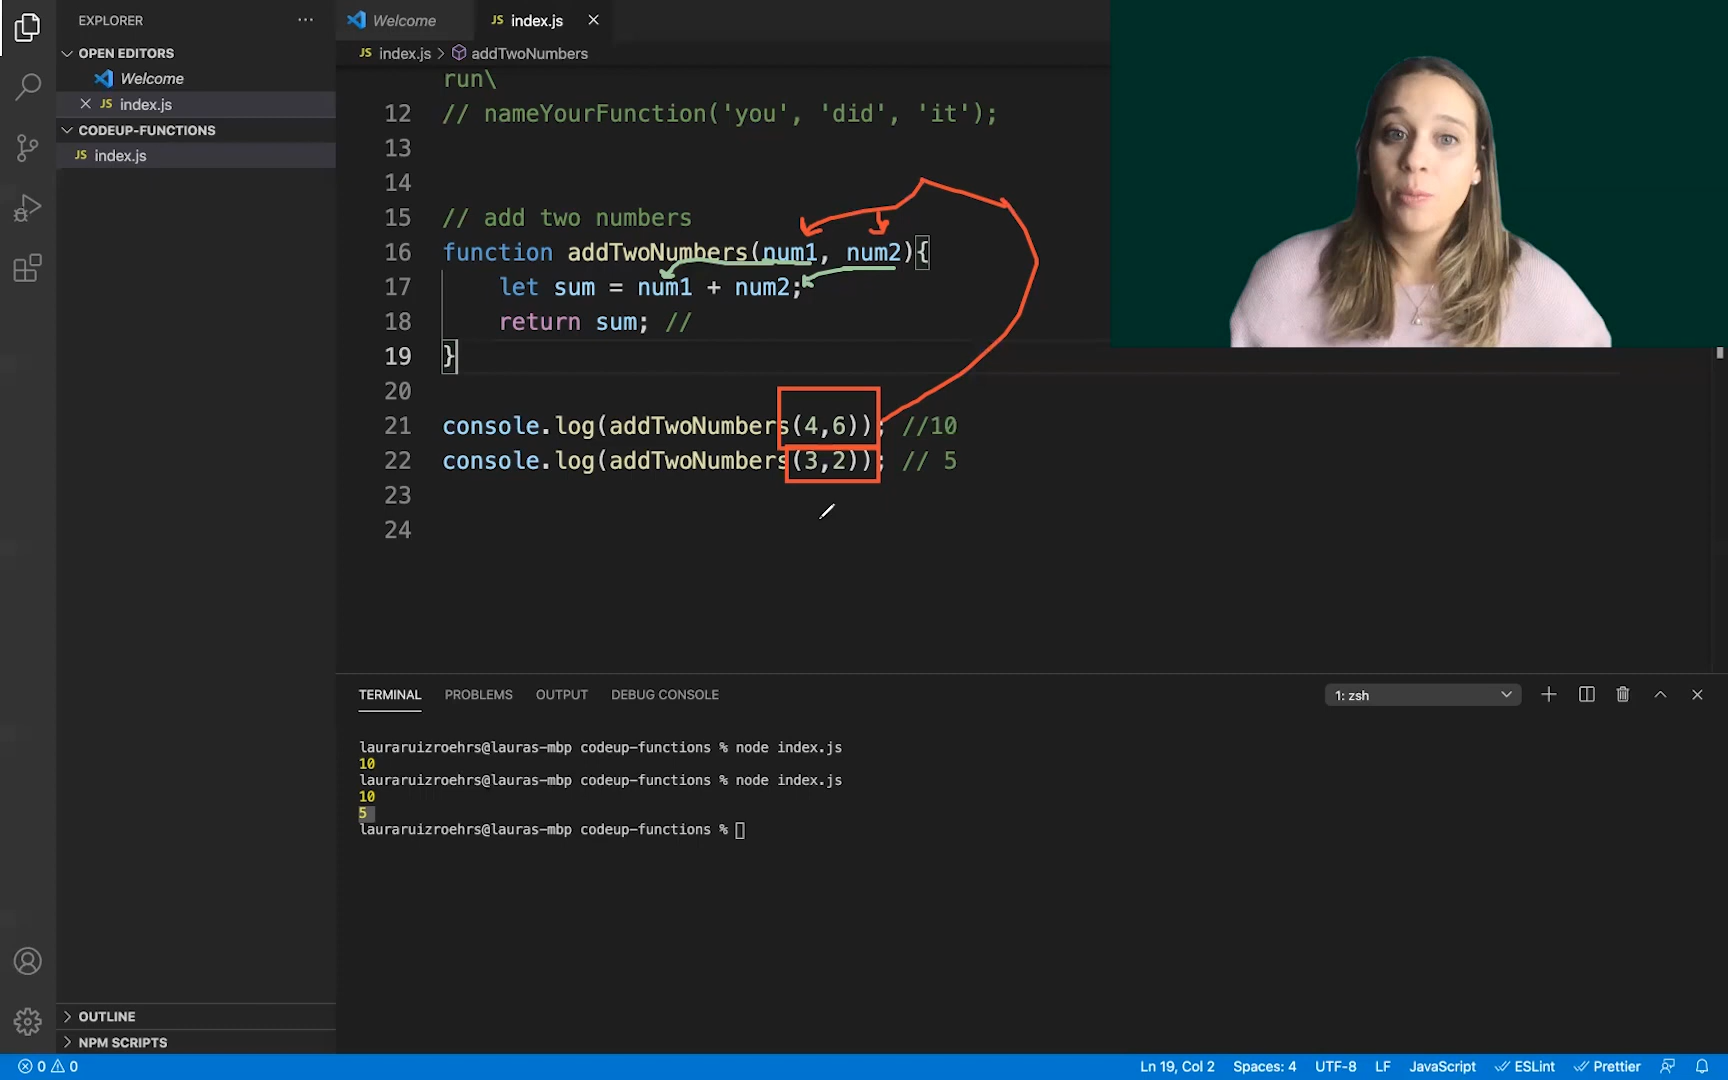 EXPLORER
OPEN EDITORS
Welcome
JS index.js
CODEUP-FUNCTIONS
JS index.js
OUTLINE
NPM SCRIPTS
Welcome
JS index.js
JS index.js > addTwoNumbers
run\
12 // nameYourFunction('you', 'did', 'it');
13
14
15 // add two numbers
16 function addTwoNumbers(num1, num2){
17 let sum = num1 + num2;
18 return sum; //
19 }
20
21 console.log(addTwoNumbers(4,6)); //10
22 console.log(addTwoNumbers(3,2)); // 5
23
24
TERMINAL PROBLEMS OUTPUT DEBUG CONSOLE 1: zsh
lauraruizroehrs@lauras-mbp codeup-functions % node index.js
10
lauraruizroehrs@lauras-mbp codeup-functions % node index.js
10
5
lauraruizroehrs@lauras-mbp codeup-functions %
0 0 Ln 19, Col 2 Spaces: 4 UTF-8 LF JavaScript ESLint Prettier